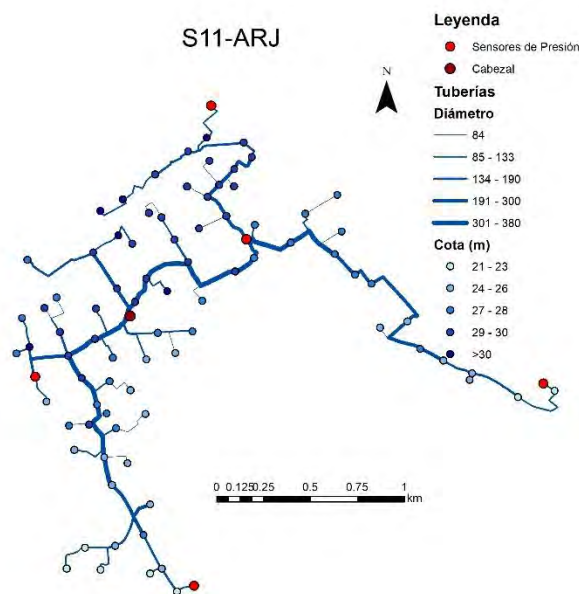 S11-ARJ
N
Leyenda
Sensores de Presión
Cabezal
Tuberías
Diámetro
84
85 - 133
134 - 190
191 - 300
301 - 380
Cota (m)
21 - 23
24 - 26
27 - 28
29 - 30
>30
0 0.125 0.25 0.5 0.75 1
km